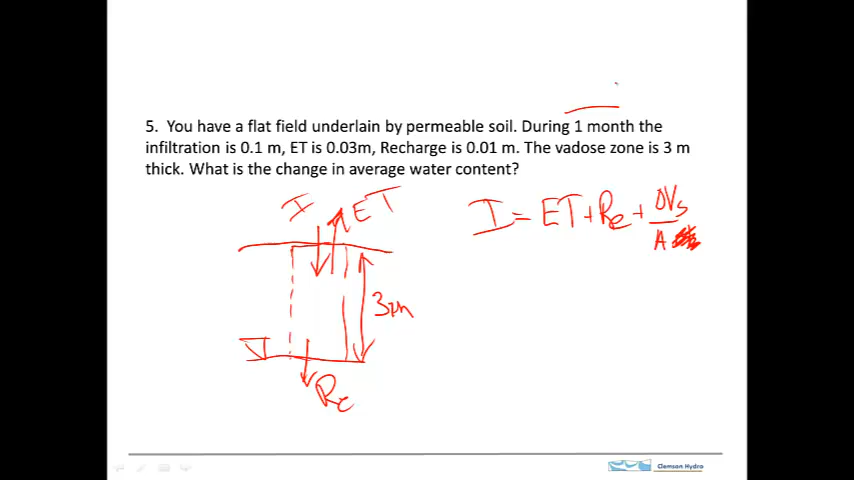 5. You have a flat field underlain by permeable soil. During 1 month the
infiltration is 0.1 m, ET is 0.03m, Recharge is 0.01 m. The vadose zone is 3 m
thick. What is the change in average water content?
I ET
I = ET + Re + ΔVs
A
3m
Re
Clemson Hydro